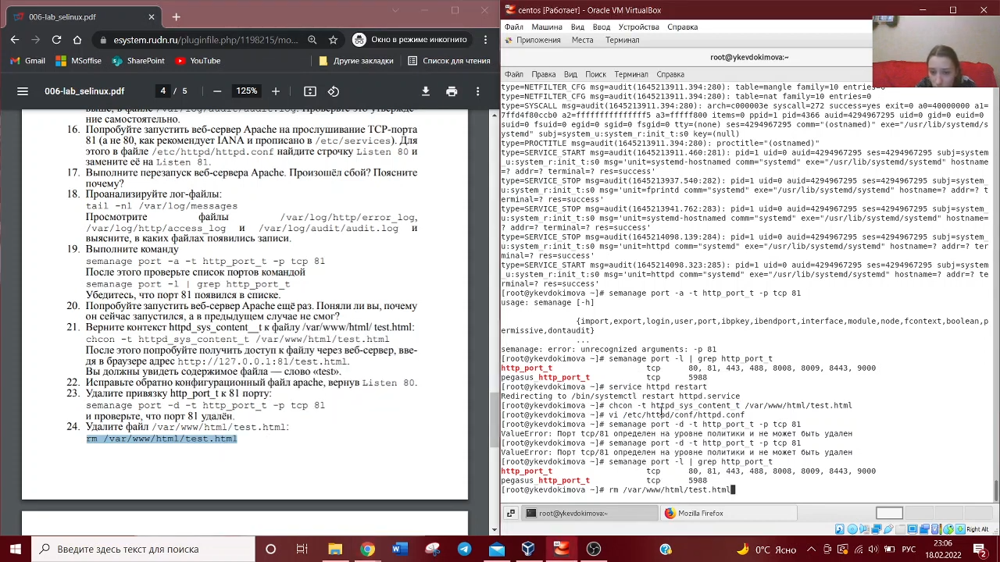 006-lab_selinux.pdf
esystem.rudn.ru/pluginfile.php/1198215/mo...
Окно в режиме инкогнито
Gmail
MSoffise
SharePoint
YouTube
Другие закладки
Список для чтения
006-lab_selinux.pdf
4 / 5
125%
ние самостоятельно.
16. Попробуйте запустить веб-сервер Apache на прослушивание TCP-порта
81 (а не 80, как рекомендует IANA и прописано в /etc/services). Для
этого в файле /etc/httpd/httpd.conf найдите строчку Listen 80 и
замените её на Listen 81.
17. Выполните перезапуск веб-сервера Apache. Произошёл сбой? Поясните
почему?
18. Проанализируйте лог-файлы:
tail -nl /var/log/messages
Просмотрите файлы /var/log/http/error_log,
/var/log/http/access_log и /var/log/audit/audit.log и
выясните, в каких файлах появились записи.
19. Выполните команду
semanage port -a -t http_port_t -p tcp 81
После этого проверьте список портов командой
semanage port -l | grep http_port_t
Убедитесь, что порт 81 появился в списке.
20. Попробуйте запустить веб-сервер Apache ещё раз. Поняли ли вы, почему
он сейчас запустился, а в предыдущем случае не смог?
21. Верните контекст httpd_sys_cоntent__t к файлу /var/www/html/ test.html:
chcon -t httpd_sys_content_t /var/www/html/test.html
После этого попробуйте получить доступ к файлу через веб-сервер, вве-
дя в браузере адрес http://127.0.0.1:81/test.html.
Вы должны увидеть содержимое файла — слово «test».
22. Исправьте обратно конфигурационный файл apache, вернув Listen 80.
23. Удалите привязку http_port_t к 81 порту:
semanage port -d -t http_port_t -p tcp 81
и проверьте, что порт 81 удалён.
24. Удалите файл /var/www/html/test.html:
rm /var/www/html/test.html
centos [Работает] - Oracle VM VirtualBox
Файл Машина Вид Ввод Устройства Справка
Приложения Места Терминал
root@ykevdokimova:~
Файл Правка Вид Поиск Терминал Справка
type=NETFILTER_CFG msg=audit(1645213911.394:280): table=mangle family=10 entries=0
type=NETFILTER_CFG msg=audit(1645213911.394:280): table=nat family=10 entries=0
type=SYSCALL msg=audit(1645213911.394:280): arch=c000003e syscall=272 success=yes exit=0 a0=40000000 a1=
7ffd4f80ccb0 a2=ffffffffffffff5 a3=fffff800 items=0 ppid=1 pid=4366 auid=4294967295 uid=0 gid=0 euid=0
suid=0 fsuid=0 egid=0 sgid=0 fsgid=0 tty=(none) ses=4294967295 comm="(ostnamed)" exe="/usr/lib/systemd/s
ystemd" subj=system_u:system_r:init_t:s0 key=(null)
type=PROCTITLE msg=audit(1645213911.394:280): proctitle="(ostnamed)"
type=SERVICE_START msg=audit(1645213911.460:281): pid=1 uid=0 auid=4294967295 ses=4294967295 subj=system_
u:system_r:init_t:s0 msg='unit=systemd-hostnamed comm="systemd" exe="/usr/lib/systemd/systemd" hostname
=? addr=? terminal=? res=success'
type=SERVICE_STOP msg=audit(1645213937.540:282): pid=1 uid=0 auid=4294967295 ses=4294967295 subj=system_
u:system_r:init_t:s0 msg='unit=fprintd comm="systemd" exe="/usr/lib/systemd/systemd" hostname=? addr=? t
erminal=? res=success'
type=SERVICE_STOP msg=audit(1645213941.762:283): pid=1 uid=0 auid=4294967295 ses=4294967295 subj=system_
u:system_r:init_t:s0 msg='unit=systemd-hostnamed comm="systemd" exe="/usr/lib/systemd/systemd" hostname
=? addr=? terminal=? res=success'
type=SERVICE_STOP msg=audit(1645214098.139:284): pid=1 uid=0 auid=4294967295 ses=4294967295 subj=system_
u:system_r:init_t:s0 msg='unit=httpd comm="systemd" exe="/usr/lib/systemd/systemd" hostname=? addr=? ter
minal=? res=success'
type=SERVICE_START msg=audit(1645214098.323:285): pid=1 uid=0 auid=4294967295 ses=4294967295 subj=system
_u:system_r:init_t:s0 msg='unit=httpd comm="systemd" exe="/usr/lib/systemd/systemd" hostname=? addr=? te
rminal=? res=success'
[root@ykevdokimova ~]# semanage port -a -t http_port_t -p tcp 81
usage: semanage [-h]
{import,export,login,user,port,ibpkey,ibendport,interface,module,node,fcontext,boolean,p
ermissive,dontaudit}
...
semanage: error: unrecognized arguments: -p 81
[root@ykevdokimova ~]# semanage port -l | grep http_port_t
http_port_t tcp 80, 81, 443, 488, 8008, 8009, 8443, 9000
pegasus_http_port_t tcp 5988
[root@ykevdokimova ~]# service httpd restart
Redirecting to /bin/systemctl restart httpd.service
[root@ykevdokimova ~]# chcon -t httpd_sys_content_t /var/www/html/test.html
[root@ykevdokimova ~]# vi /etc/httpd/conf/httpd.conf
[root@ykevdokimova ~]# semanage port -d -t http_port_t -p tcp 81
ValueError: Порт tcp/81 определен на уровне политики и не может быть удален
[root@ykevdokimova ~]# semanage port -d -t http_port_t -p tcp 81
ValueError: Порт tcp/81 определен на уровне политики и не может быть удален
[root@ykevdokimova ~]# semanage port -l | grep http_port_t
http_port_t tcp 80, 81, 443, 488, 8008, 8009, 8443, 9000
pegasus_http_port_t tcp 5988
[root@ykevdokimova ~]# rm /var/www/html/test.html
root@ykevdokimova:~
Mozilla Firefox
Right Alt
Введите здесь текст для поиска
0°C Ясно
РУС
23:06
18.02.2022
2